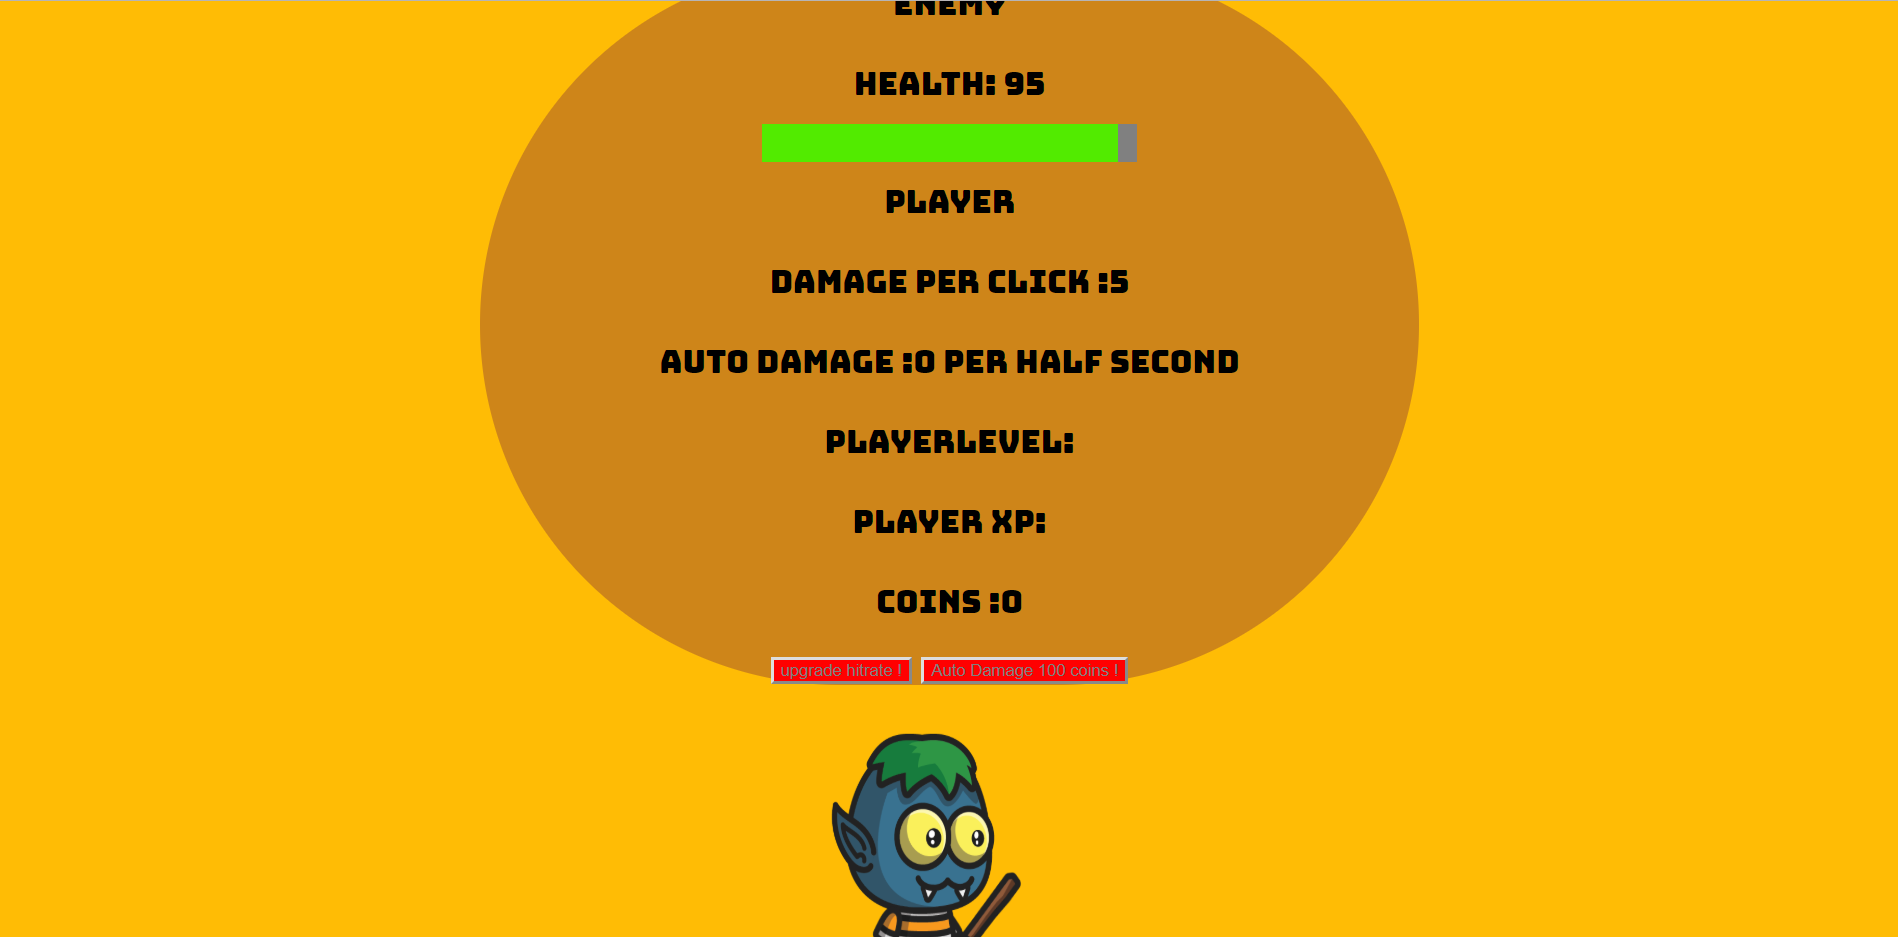 ENEMY
HEALTH: 95
PLAYER
DAMAGE PER CLICK :5
AUTO DAMAGE :0 PER HALF SECOND
PLAYERLEVEL:
PLAYER XP:
COINS :0
upgrade hitrate ! Auto Damage 100 coins !